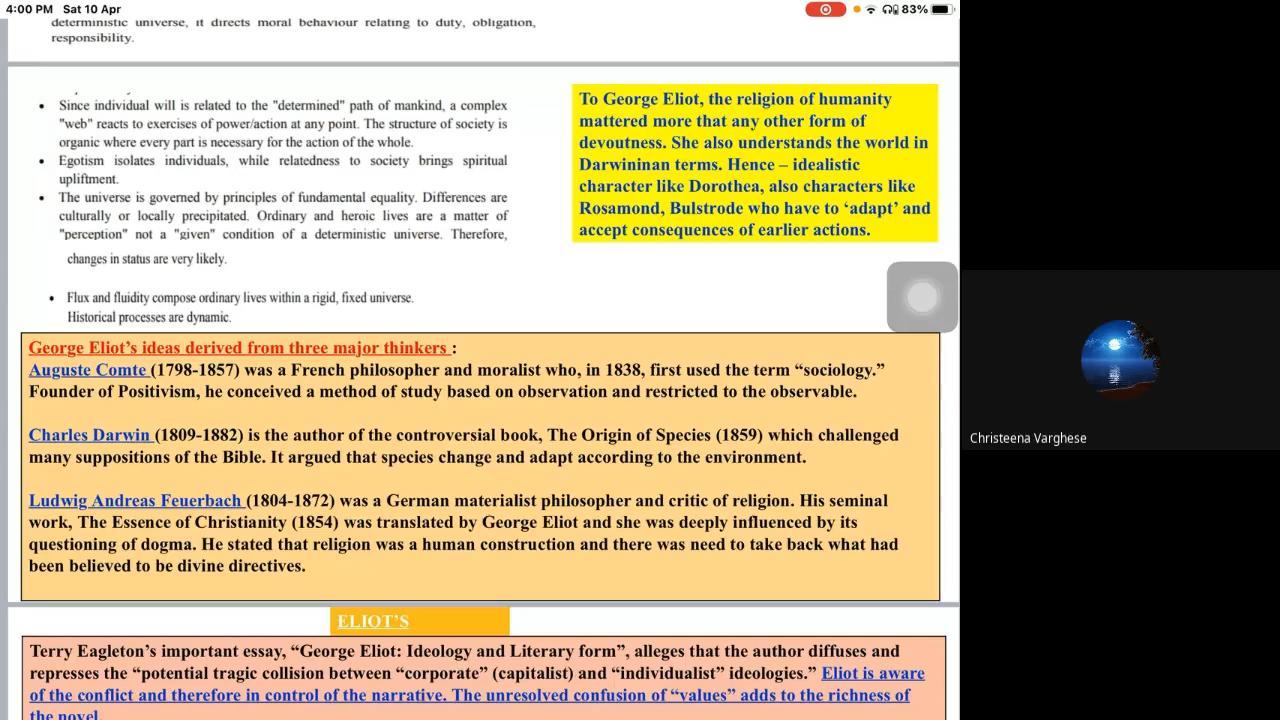 4:00 PM Sat 10 Apr
83%
deterministic universe, it directs moral behaviour relating to duty, obligation,
responsibility.
• Since individual will is related to the "determined" path of mankind, a complex
"web" reacts to exercises of power/action at any point. The structure of society is
organic where every part is necessary for the action of the whole.
• Egotism isolates individuals, while relatedness to society brings spiritual
upliftment.
• The universe is governed by principles of fundamental equality. Differences are
culturally or locally precipitated. Ordinary and heroic lives are a matter of
"perception" not a "given" condition of a deterministic universe. Therefore,
changes in status are very likely.
• Flux and fluidity compose ordinary lives within a rigid, fixed universe.
Historical processes are dynamic.
To George Eliot, the religion of humanity
mattered more that any other form of
devoutness. She also understands the world in
Darwininan terms. Hence – idealistic
character like Dorothea, also characters like
Rosamond, Bulstrode who have to ‘adapt’ and
accept consequences of earlier actions.
George Eliot’s ideas derived from three major thinkers :
Auguste Comte (1798-1857) was a French philosopher and moralist who, in 1838, first used the term “sociology.”
Founder of Positivism, he conceived a method of study based on observation and restricted to the observable.
Charles Darwin (1809-1882) is the author of the controversial book, The Origin of Species (1859) which challenged
many suppositions of the Bible. It argued that species change and adapt according to the environment.
Ludwig Andreas Feuerbach (1804-1872) was a German materialist philosopher and critic of religion. His seminal
work, The Essence of Christianity (1854) was translated by George Eliot and she was deeply influenced by its
questioning of dogma. He stated that religion was a human construction and there was need to take back what had
been believed to be divine directives.
ELIOT’S
Terry Eagleton’s important essay, “George Eliot: Ideology and Literary form”, alleges that the author diffuses and
represses the “potential tragic collision between “corporate” (capitalist) and “individualist” ideologies.” Eliot is aware
of the conflict and therefore in control of the narrative. The unresolved confusion of “values” adds to the richness of
the novel.
Christeena Varghese